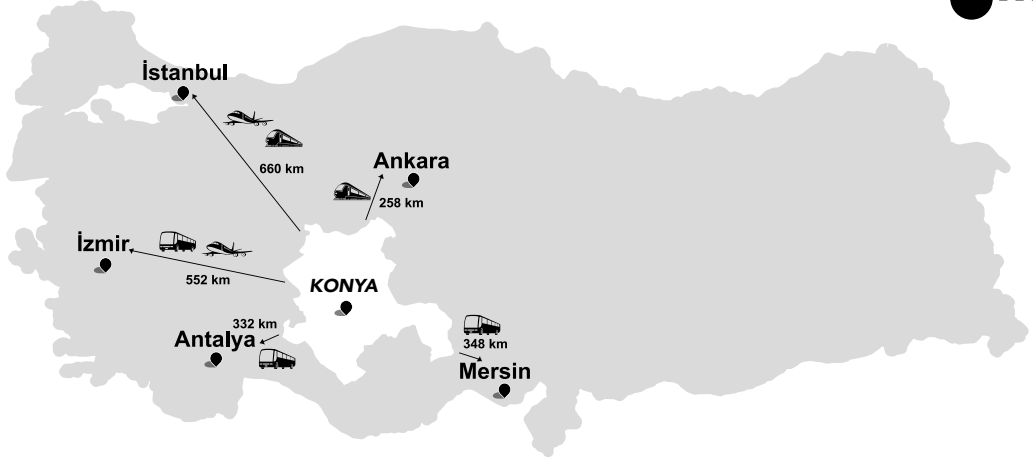 İstanbul
660 km
Ankara
258 km
İzmir
552 km
KONYA
332 km
Antalya
348 km
Mersin